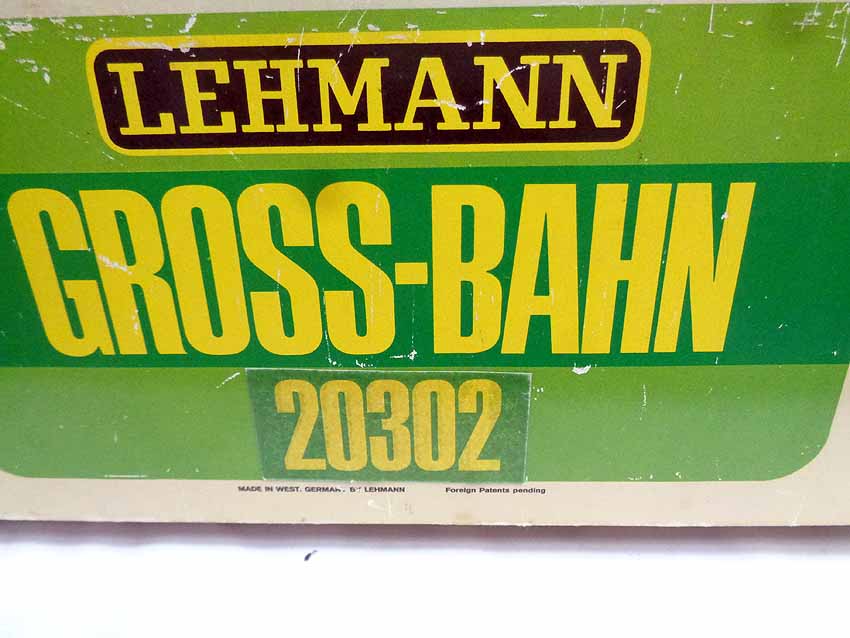 LEHMANN
GROSS-BAHN
20302
MADE IN WEST. GERMANY BY LEHMANN Foreign Patents pending